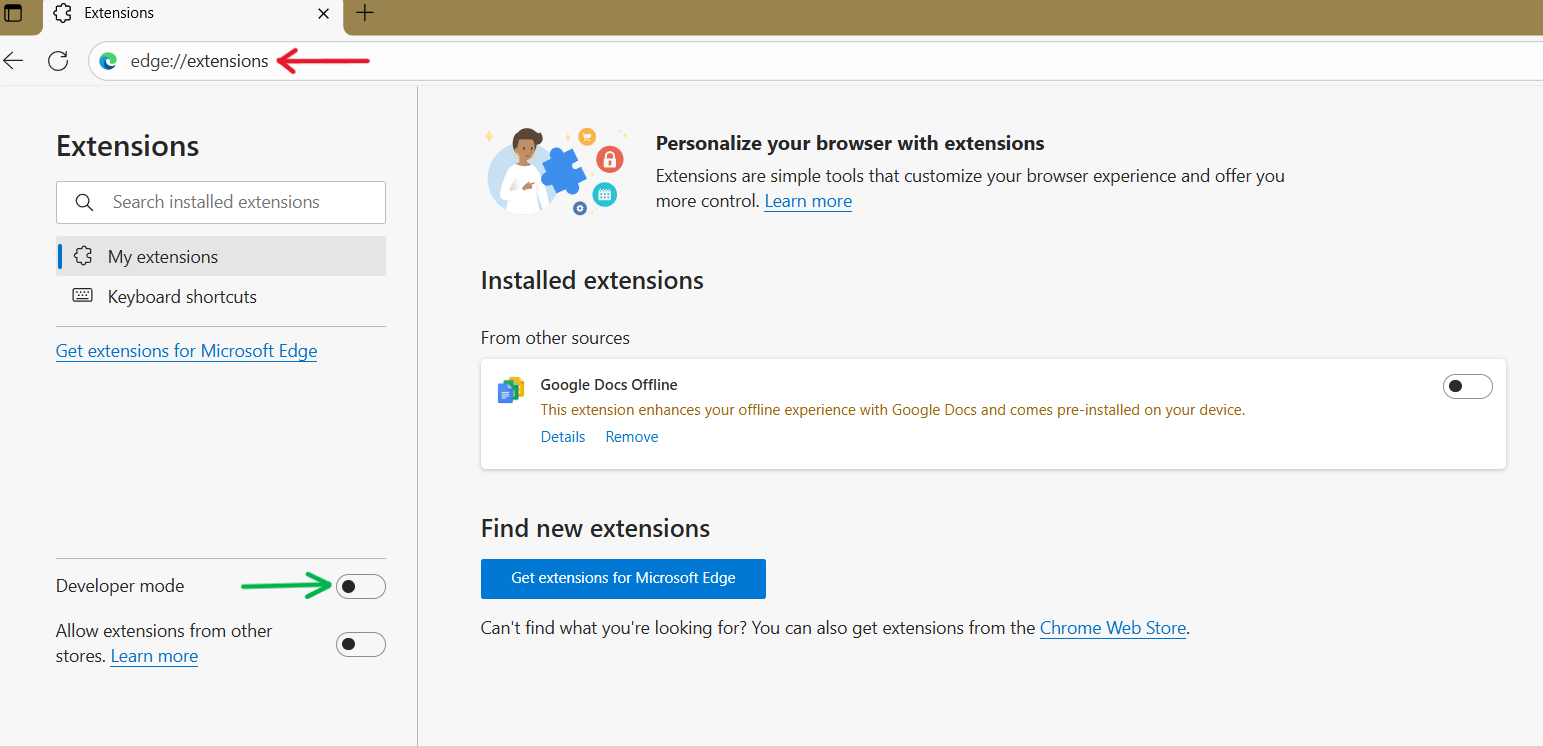 Extensions
edge://extensions
Extensions
Search installed extensions
My extensions
Keyboard shortcuts
Get extensions for Microsoft Edge
Developer mode
Allow extensions from other
stores. Learn more
Personalize your browser with extensions
Extensions are simple tools that customize your browser experience and offer you
more control. Learn more
Installed extensions
From other sources
Google Docs Offline
This extension enhances your offline experience with Google Docs and comes pre-installed on your device.
Details Remove
Find new extensions
Get extensions for Microsoft Edge
Can't find what you're looking for? You can also get extensions from the Chrome Web Store.